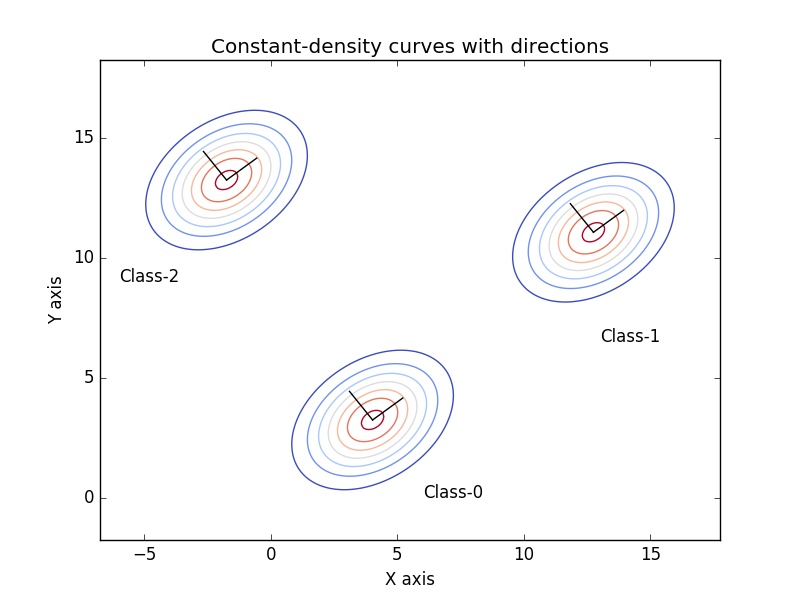 Constant-density curves with directions
15
10
5
0
Y axis
Class-2
Class-1
Class-0
−5
0
5
10
15
X axis